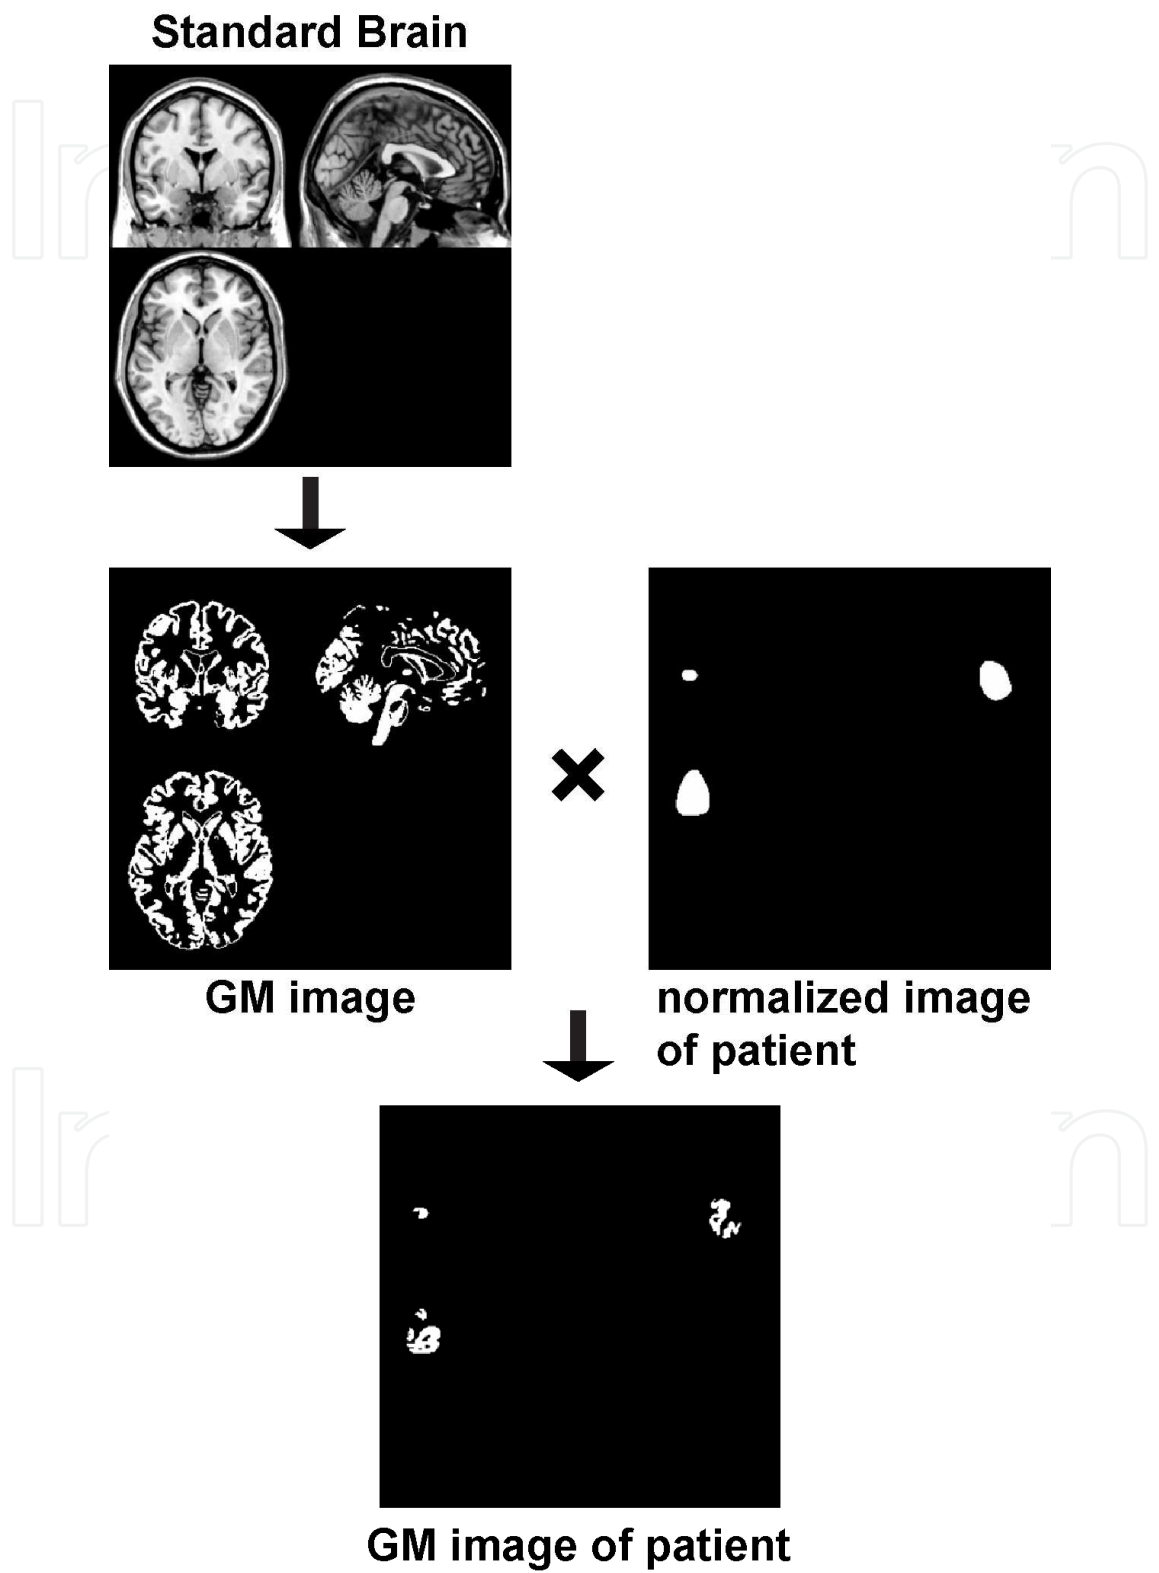 Standard Brain
GM image
normalized image
of patient
GM image of patient